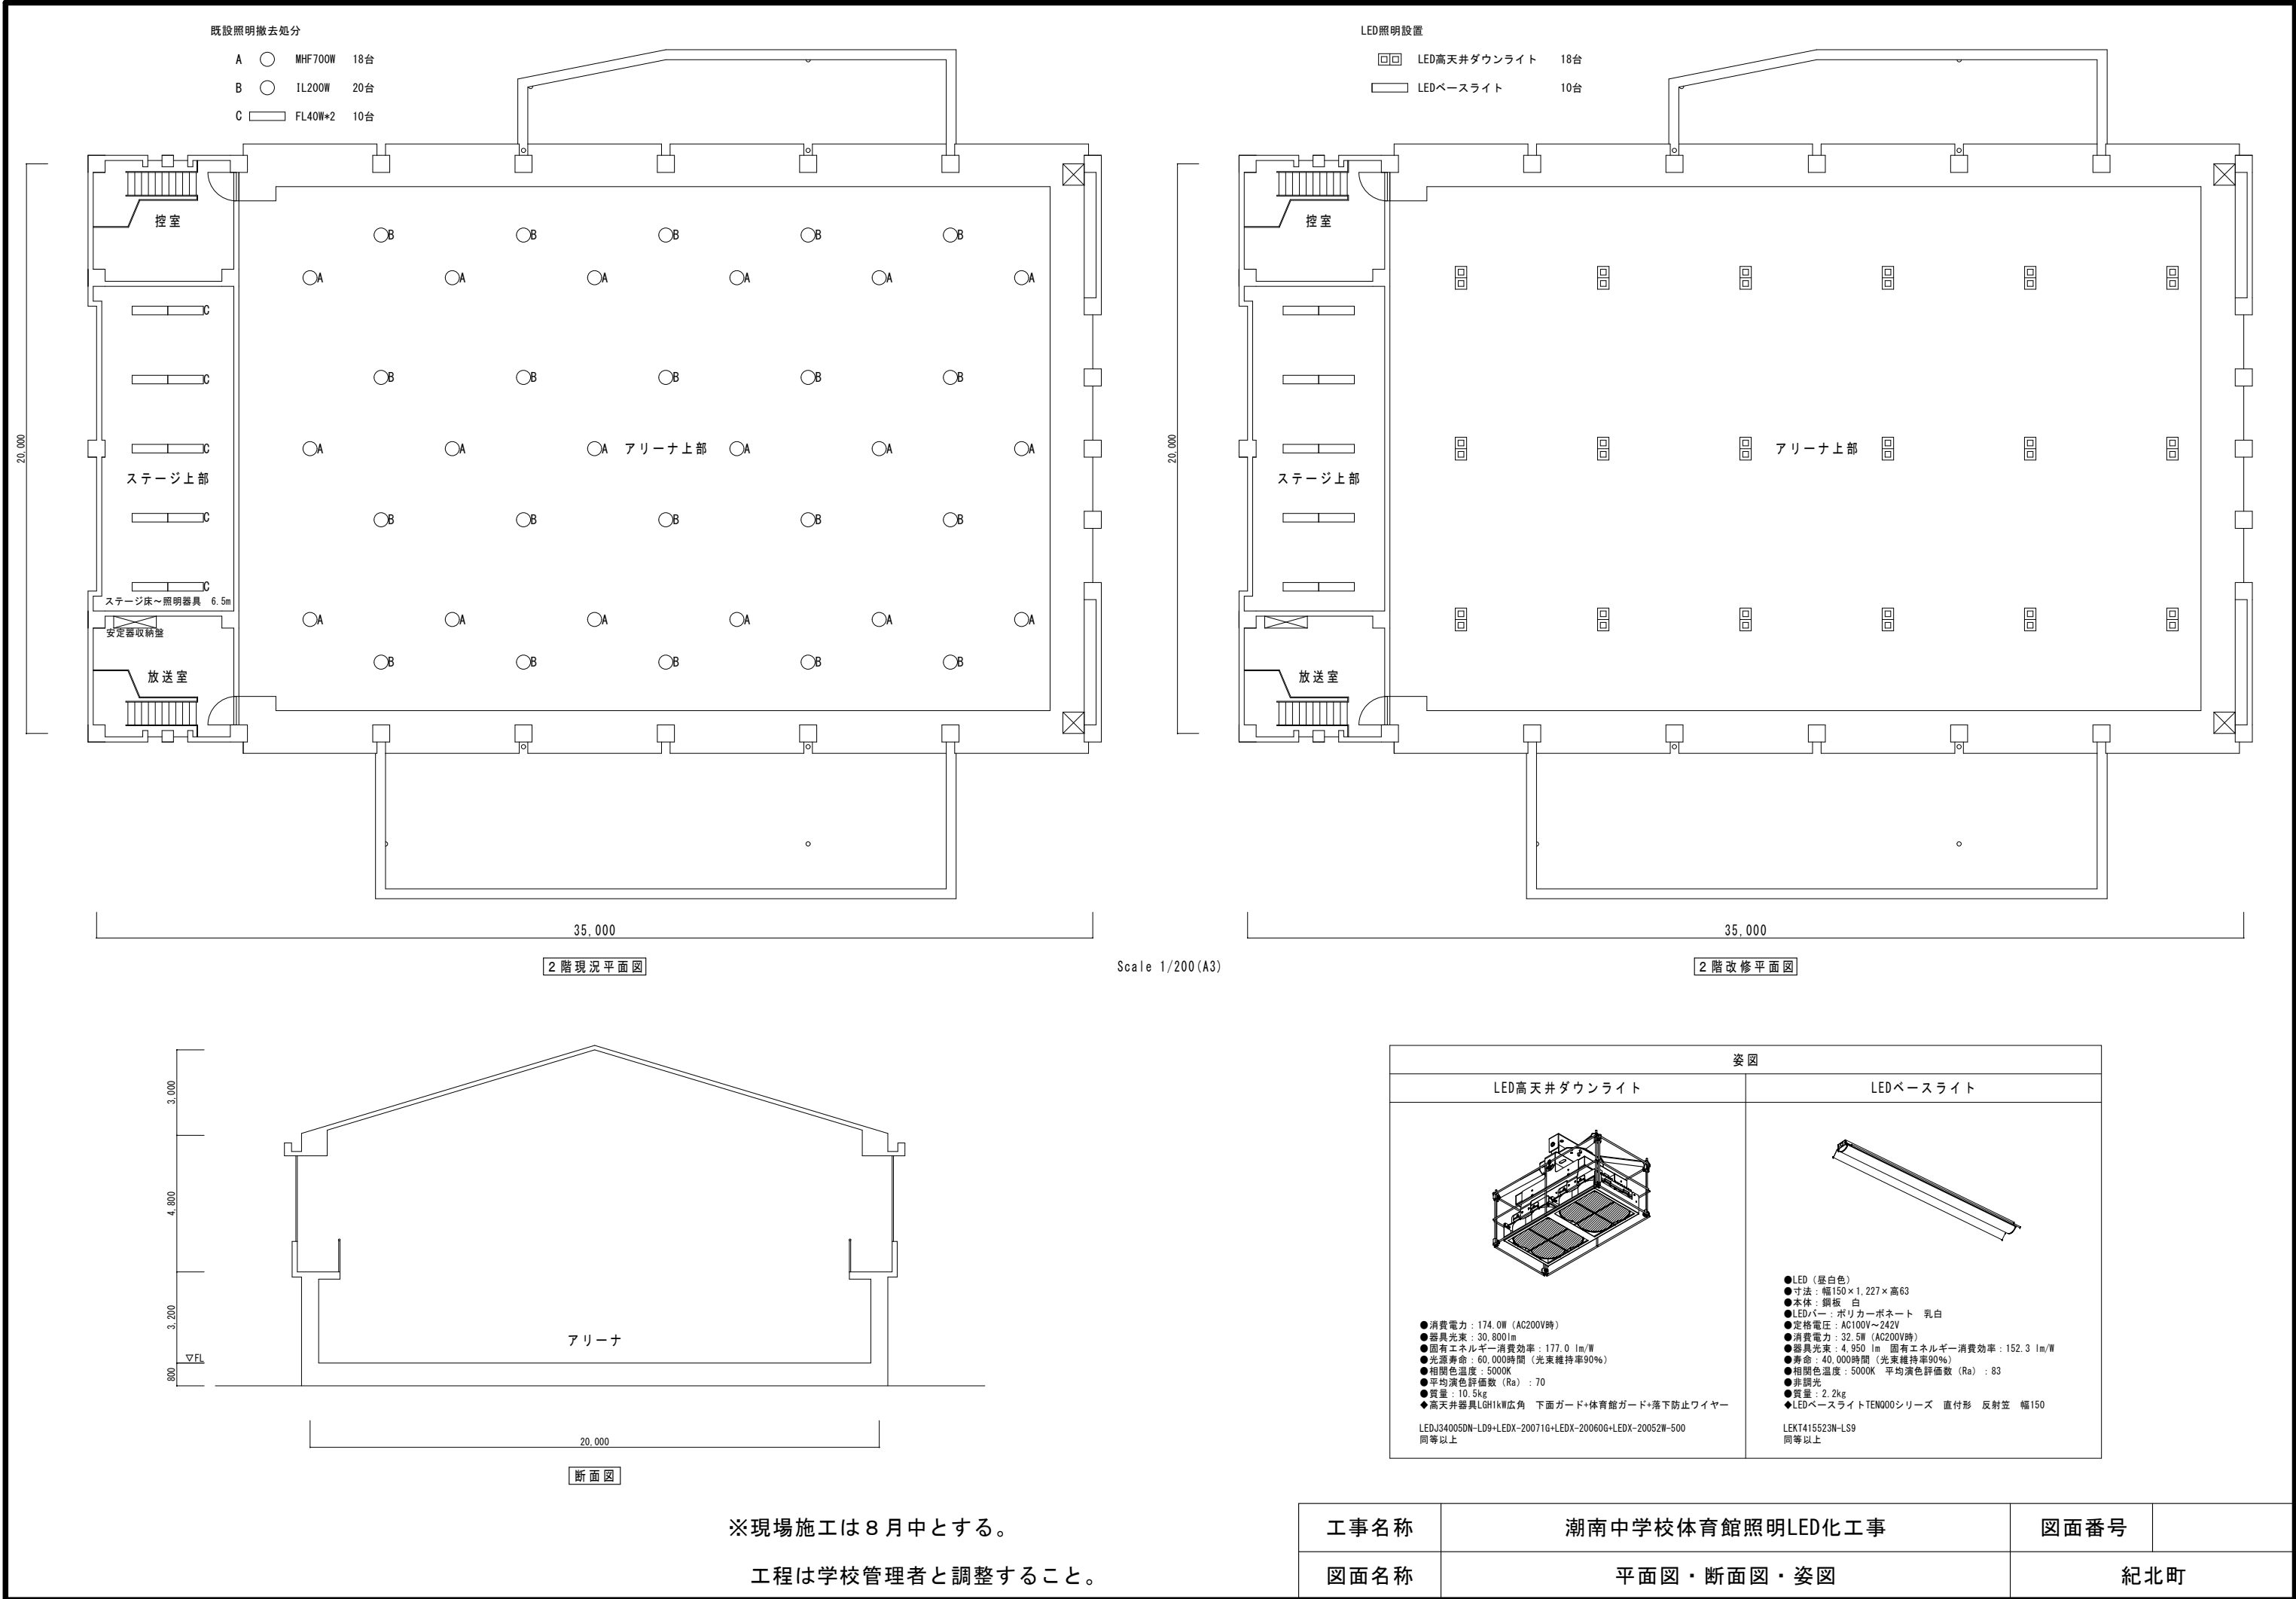 既設照明撤去処分
A MHF700W 18台
B IL200W 20台
C FL40W*2 10台
20,000
控室
B B B B B
A A A A A A
C
C
B B B B B
C
A A A アリーナ上部 A A A
ステージ上部
C
B B B B B
C
ステージ床~照明器具 6.5m
A A A A A A
安定器収納盤
B B B B B
放送室
35,000
2階現況平面図
Scale 1/200(A3)
LED照明設置
LED高天井ダウンライト 18台
LEDベースライト 10台
20,000
控室
アリーナ上部
ステージ上部
放送室
35,000
2階改修平面図
3,000
4,800
3,200
アリーナ
▽FL
800
20,000
断面図
姿図
LED高天井ダウンライト
●消費電力:174.0W(AC200V時)
●器具光束:30,800lm
●固有エネルギー消費効率:177.0 lm/W
●光源寿命:60,000時間(光束維持率90%)
●相関色温度:5000K
●平均演色評価数(Ra):70
●質量:10.5kg
◆高天井器具LGH1kW広角 下面ガード+体育館ガード+落下防止ワイヤー
LEDJ34005DN-LD9+LEDX-20071G+LEDX-20060G+LEDX-20052W-500
同等以上
LEDベースライト
●LED(昼白色)
●寸法:幅150×1,227×高63
●本体:鋼板 白
●LEDバー:ポリカーボネート 乳白
●定格電圧:AC100V~242V
●消費電力:32.5W(AC200V時)
●器具光束:4,950 lm 固有エネルギー消費効率:152.3 lm/W
●寿命:40,000時間(光束維持率90%)
●相関色温度:5000K 平均演色評価数(Ra):83
●非調光
●質量:2.2kg
◆LEDベースライトTENQOOシリーズ 直付形 反射笠 幅150
LEKT415523N-LS9
同等以上
※現場施工は8月中とする。
工程は学校管理者と調整すること。
工事名称 潮南中学校体育館照明LED化工事 図面番号
図面名称 平面図・断面図・姿図 紀北町